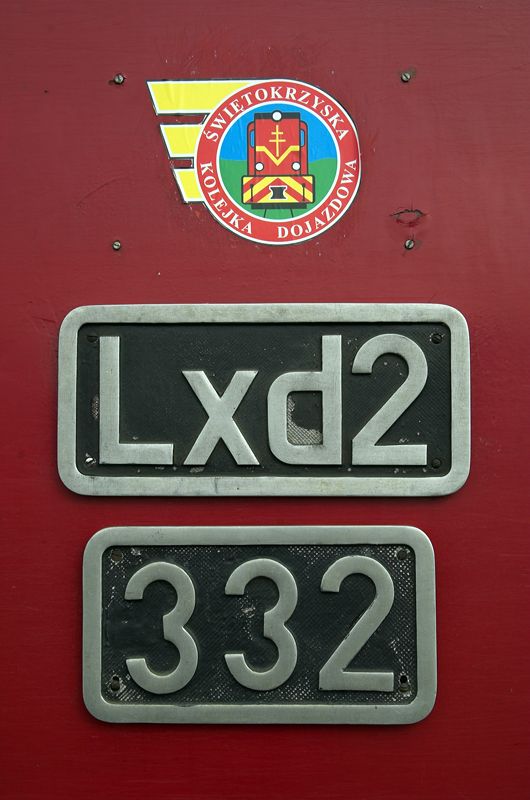 ŚWIĘTOKRZYSKA
KOLEJKA DOJAZDOWA
Lxd2
332